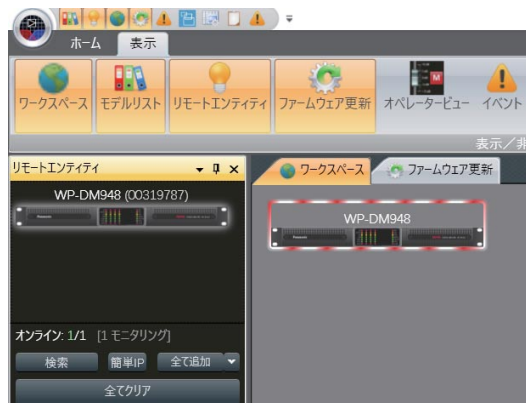 ホーム 表示
ワークスペース モデルリスト リモートエンティティ ファームウェア更新 オペレータービュー イベント
M
表示／非
リモートエンティティ
ワークスペース ファームウェア更新
WP-DM948 (00319787)
WP-DM948
Panasonic
Panasonic
オンライン: 1/1 [1 モニタリング]
検索 簡単IP 全て追加
全てクリア